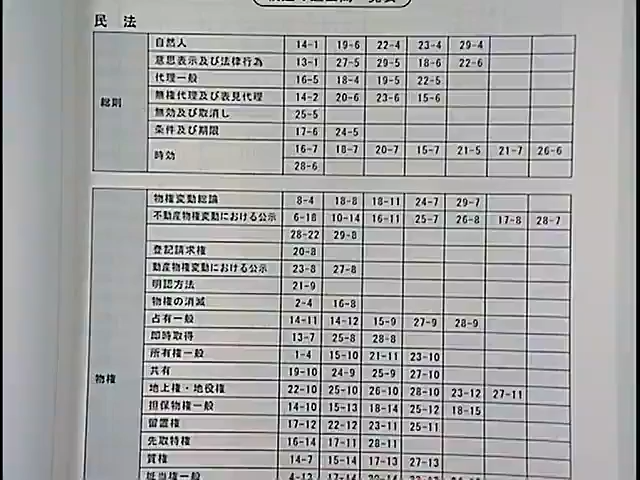 民 法
総則
自然人 14-1 19-6 22-4 23-4 29-4
意思表示及び法律行為 13-1 27-5 29-5 18-6 22-6
代理一般 16-5 18-4 19-5 22-5
無権代理及び表見代理 14-2 20-6 23-6 15-6
無効及び取消し 25-5
条件及び期限 17-6 24-5
時効 16-7 18-7 20-7 15-7 21-5 21-7 26-6
28-6
物権
物権変動総論 8-4 18-8 18-11 24-7 29-7
不動産物権変動における公示 6-18 10-14 16-11 25-7 26-8 17-8 28-7
28-22 29-8
登記請求権 20-8
動産物権変動における公示 23-8 27-8
明認方法 21-9
物権の消滅 2-4 16-8
占有一般 14-11 14-12 15-9 27-9 28-9
即時取得 13-7 25-8 28-8
所有権一般 1-4 15-10 21-11 23-10
共有 19-10 24-9 25-9 27-10
地上権・地役権 22-10 25-10 26-10 28-10 23-12 27-11
担保物権一般 14-10 15-13 18-14 25-12 18-15
留置権 17-12 22-12 23-11 25-11
先取特権 16-14 17-11 28-11
質権 14-7 15-14 17-13 27-13
抵当権一般 4-12 17-14